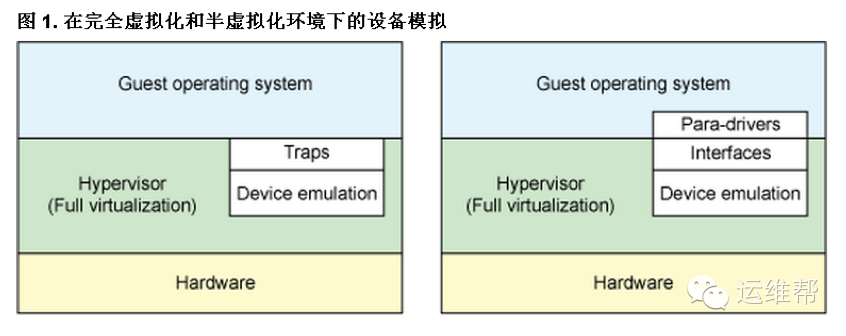 图 1. 在完全虚拟化和半虚拟化环境下的设备模拟
Guest operating system
Traps
Hypervisor
(Full virtualization)
Device emulation
Hardware
Guest operating system
Para-drivers
Interfaces
Hypervisor
(Full virtualization)
Device emulation
Hardware
运维帮